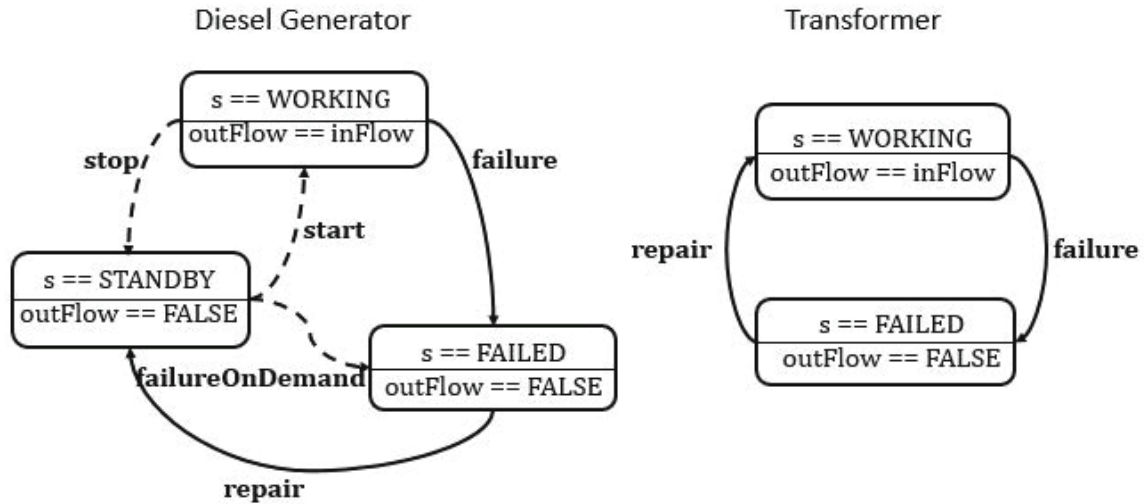 Diesel Generator
s == WORKING
outFlow == inFlow
stop
failure
start
s == STANDBY
outFlow == FALSE
s == FAILED
outFlow == FALSE
failureOnDemand
repair
Transformer
s == WORKING
outFlow == inFlow
repair
failure
s == FAILED
outFlow == FALSE